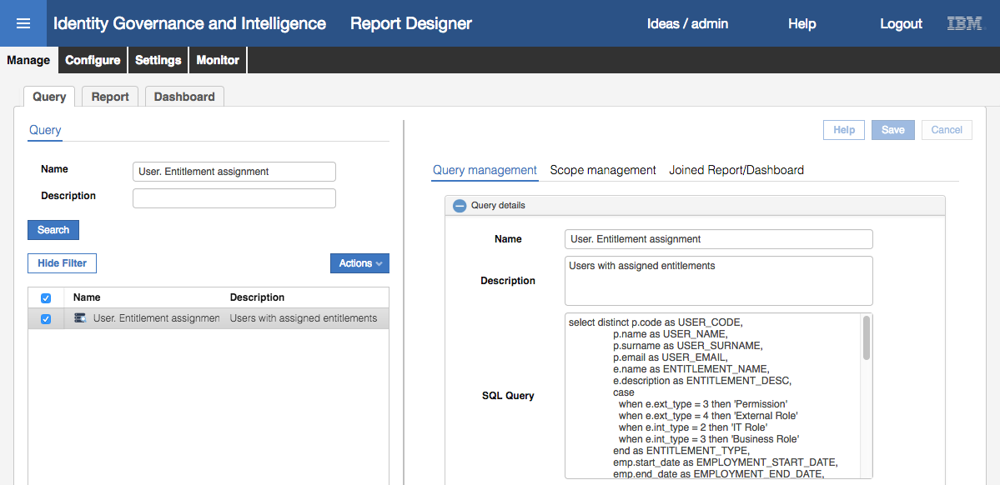 Identity Governance and Intelligence Report Designer Ideas / admin Help Logout IBM
Manage Configure Settings Monitor
Query Report Dashboard
Query
Help Save Cancel
Name User. Entitlement assignment
Description
Search
Hide Filter Actions
Name Description
User. Entitlement assignmen Users with assigned entitlements
Query management Scope management Joined Report/Dashboard
Query details
Name User. Entitlement assignment
Description Users with assigned entitlements
SQL Query
select distinct p.code as USER_CODE,
p.name as USER_NAME,
p.surname as USER_SURNAME,
p.email as USER_EMAIL,
e.name as ENTITLEMENT_NAME,
e.description as ENTITLEMENT_DESC,
case
when e.ext_type = 3 then 'Permission'
when e.ext_type = 4 then 'External Role'
when e.int_type = 2 then 'IT Role'
when e.int_type = 3 then 'Business Role'
end as ENTITLEMENT_TYPE,
emp.start_date as EMPLOYMENT_START_DATE,
emp.end_date as EMPLOYMENT_END_DATE,